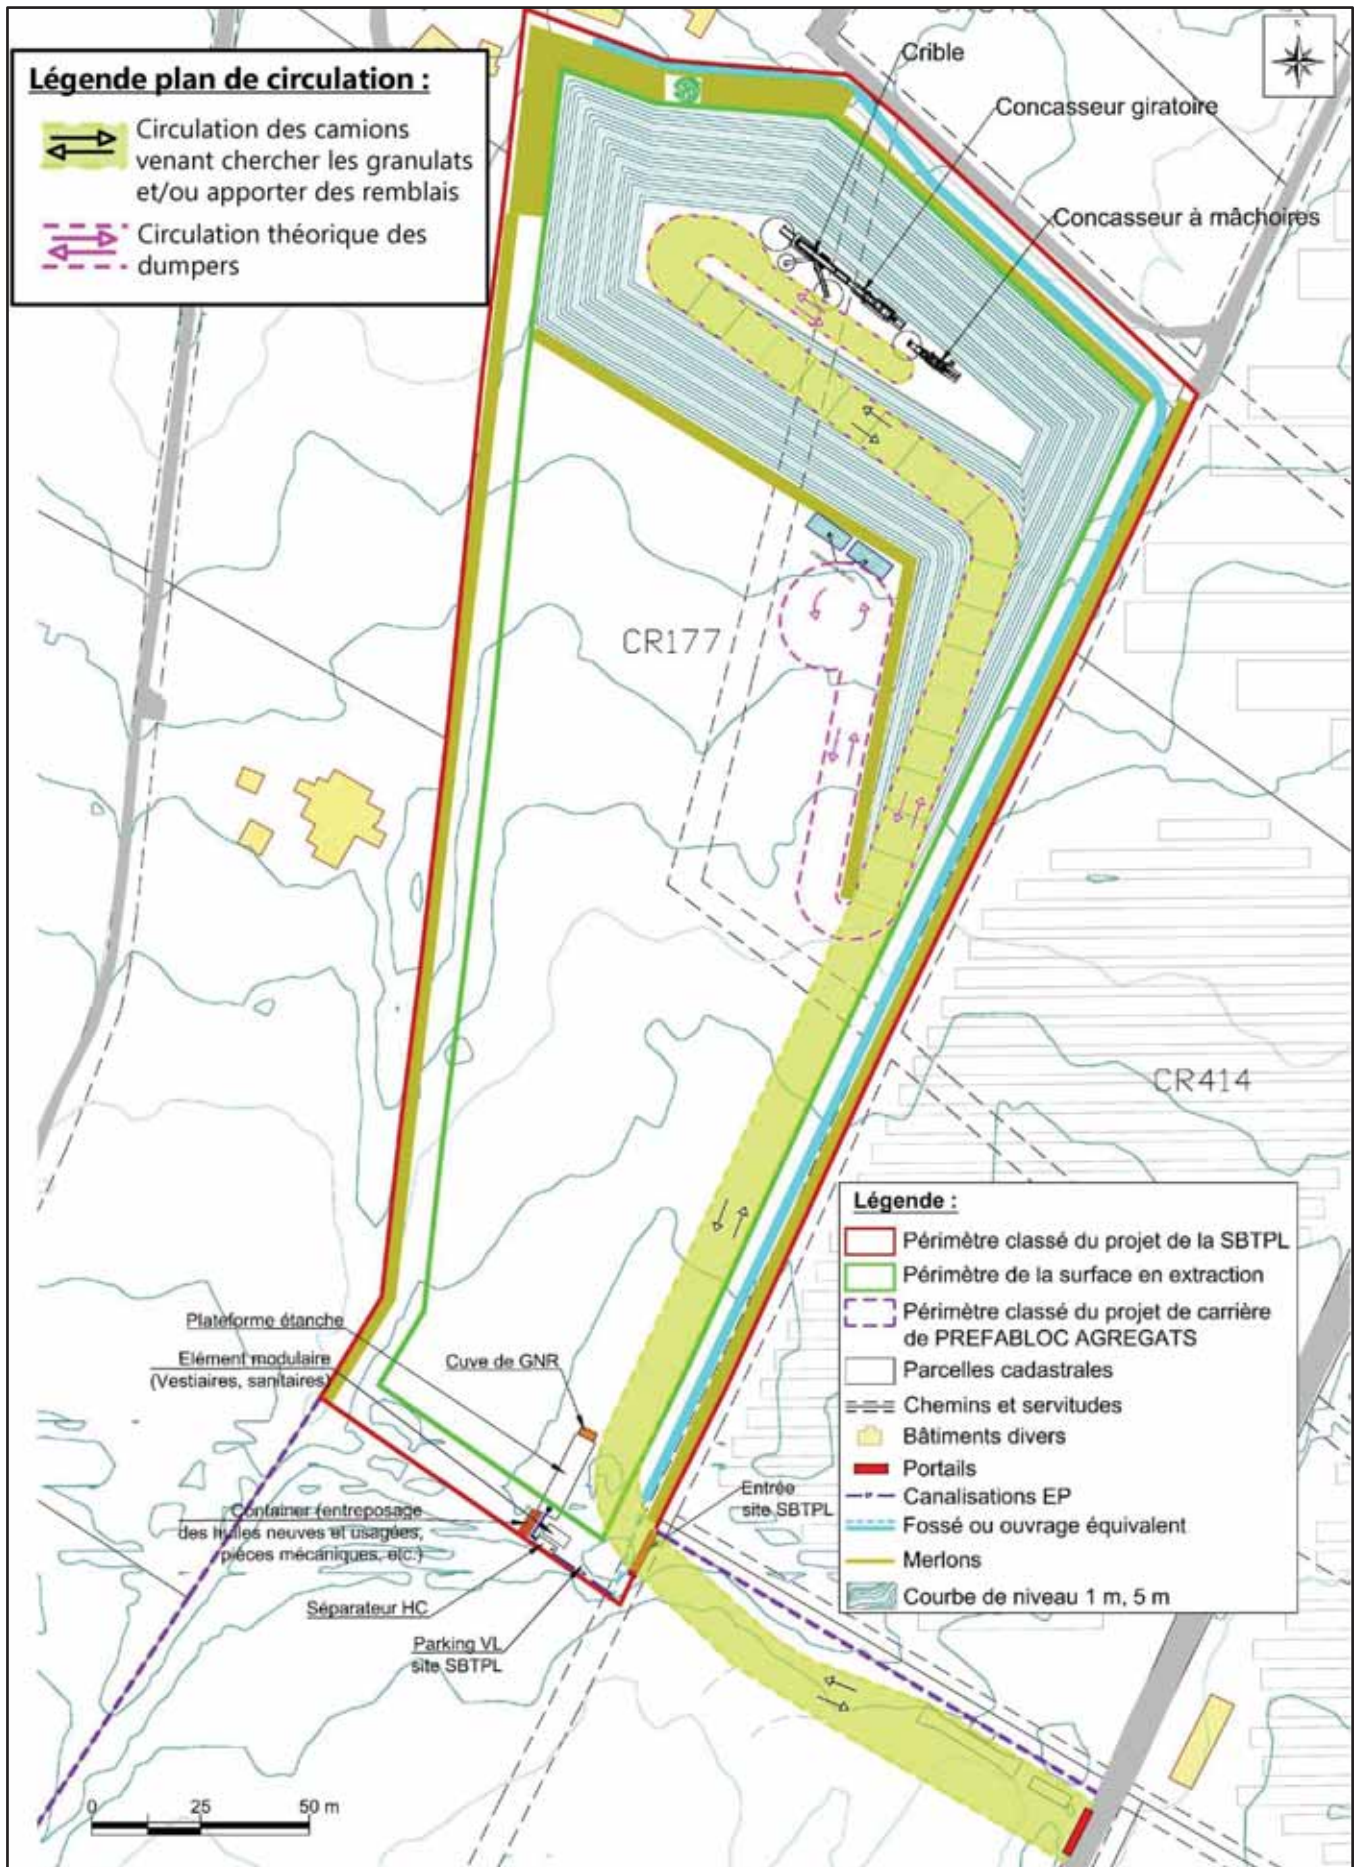 Légende plan de circulation :
Circulation des camions
venant chercher les granulats
et/ou apporter des remblais
Circulation théorique des
dumpers
Crible
Concasseur giratoire
Concasseur à mâchoires
CR177
CR414
Plateforme étanche
Elément modulaire
(Vestiaires, sanitaires)
Cuve de GNR
Container (entreposage
des huiles neuves et usagées,
pièces mécaniques, etc.)
Séparateur HC
Parking VL
site SBTPL
Entrée
site SBTPL
Légende :
Périmètre classé du projet de la SBTPL
Périmètre de la surface en extraction
Périmètre classé du projet de carrière
de PREFABLOC AGREGATS
Parcelles cadastrales
Chemins et servitudes
Bâtiments divers
Portails
Canalisations EP
Fossé ou ouvrage équivalent
Merlons
Courbe de niveau 1 m, 5 m
0 25 50 m